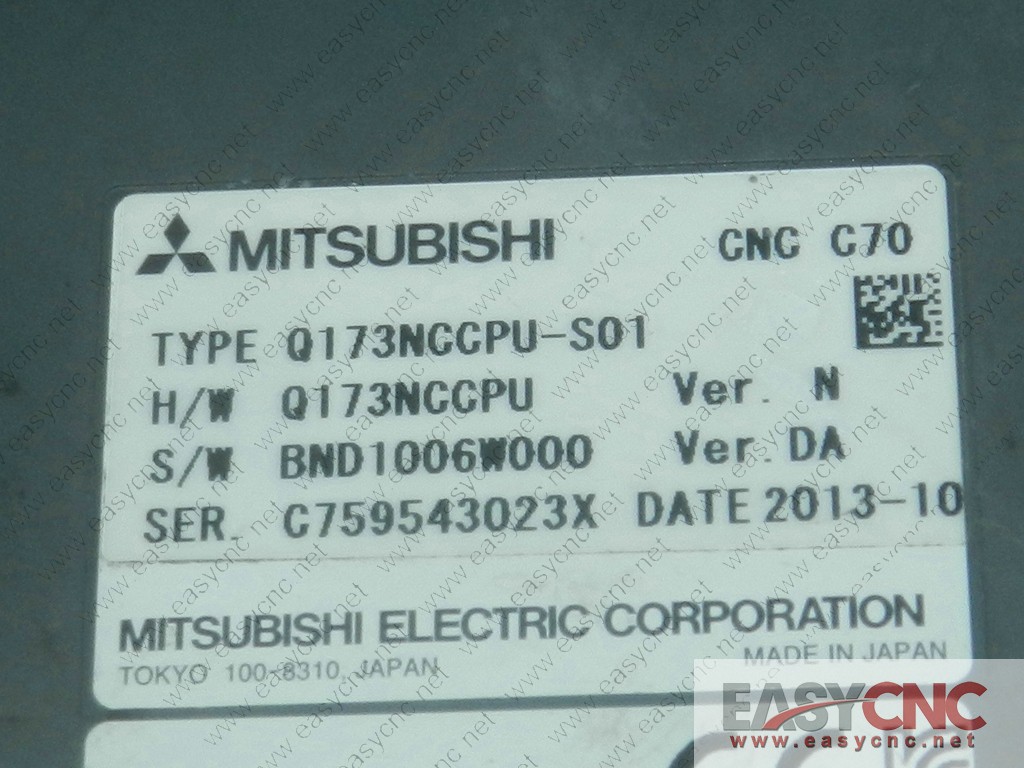 MITSUBISHI CNC C70
TYPE Q173NCCPU-S01
H/W Q173NCCPU Ver. N
S/W BND1006W000 Ver. DA
SER. C759543023X DATE 2013-10
MITSUBISHI ELECTRIC CORPORATION
TOKYO 100-8310, JAPAN MADE IN JAPAN
EASYCNC
www.easycnc.net